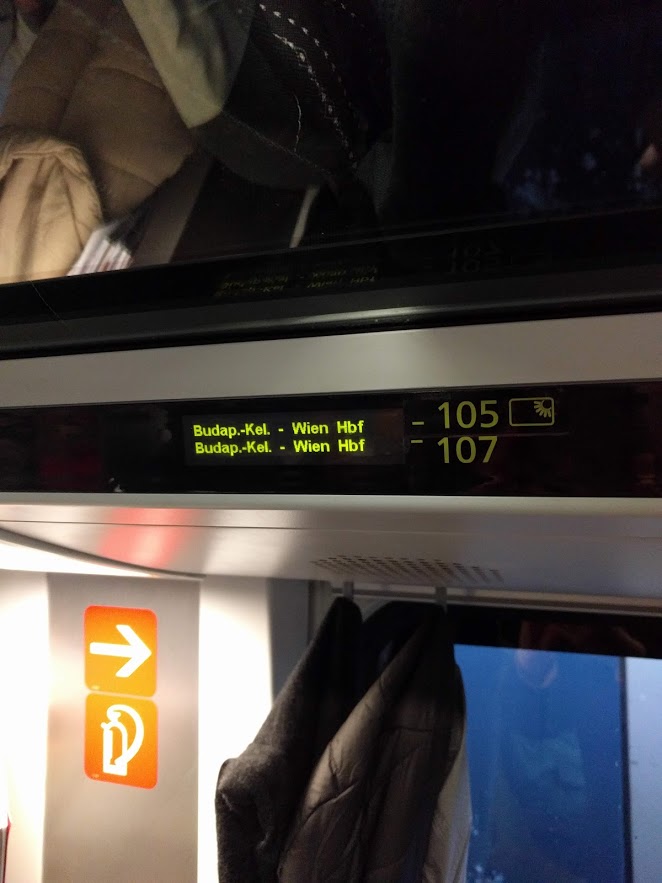 Budap.-Kel. - Wien Hbf
Budap.-Kel. - Wien Hbf
105
107